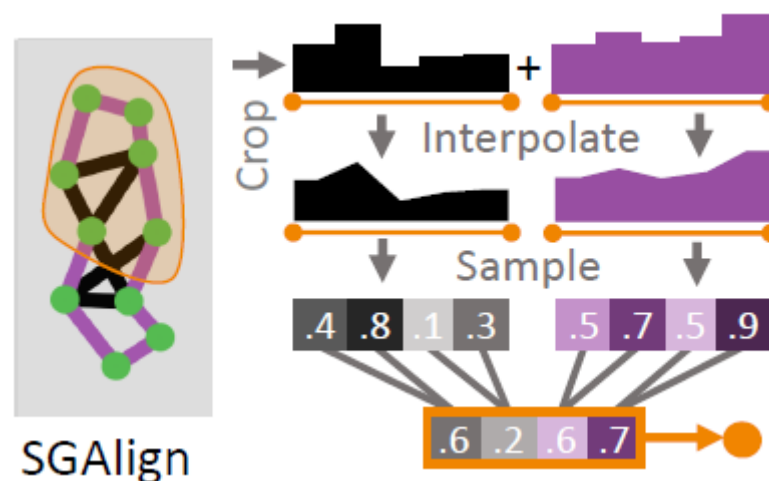 +
Crop
Interpolate
Sample
.4 .8 .1 .3 .5 .7 .5 .9
.6 .2 .6 .7
SGAlign